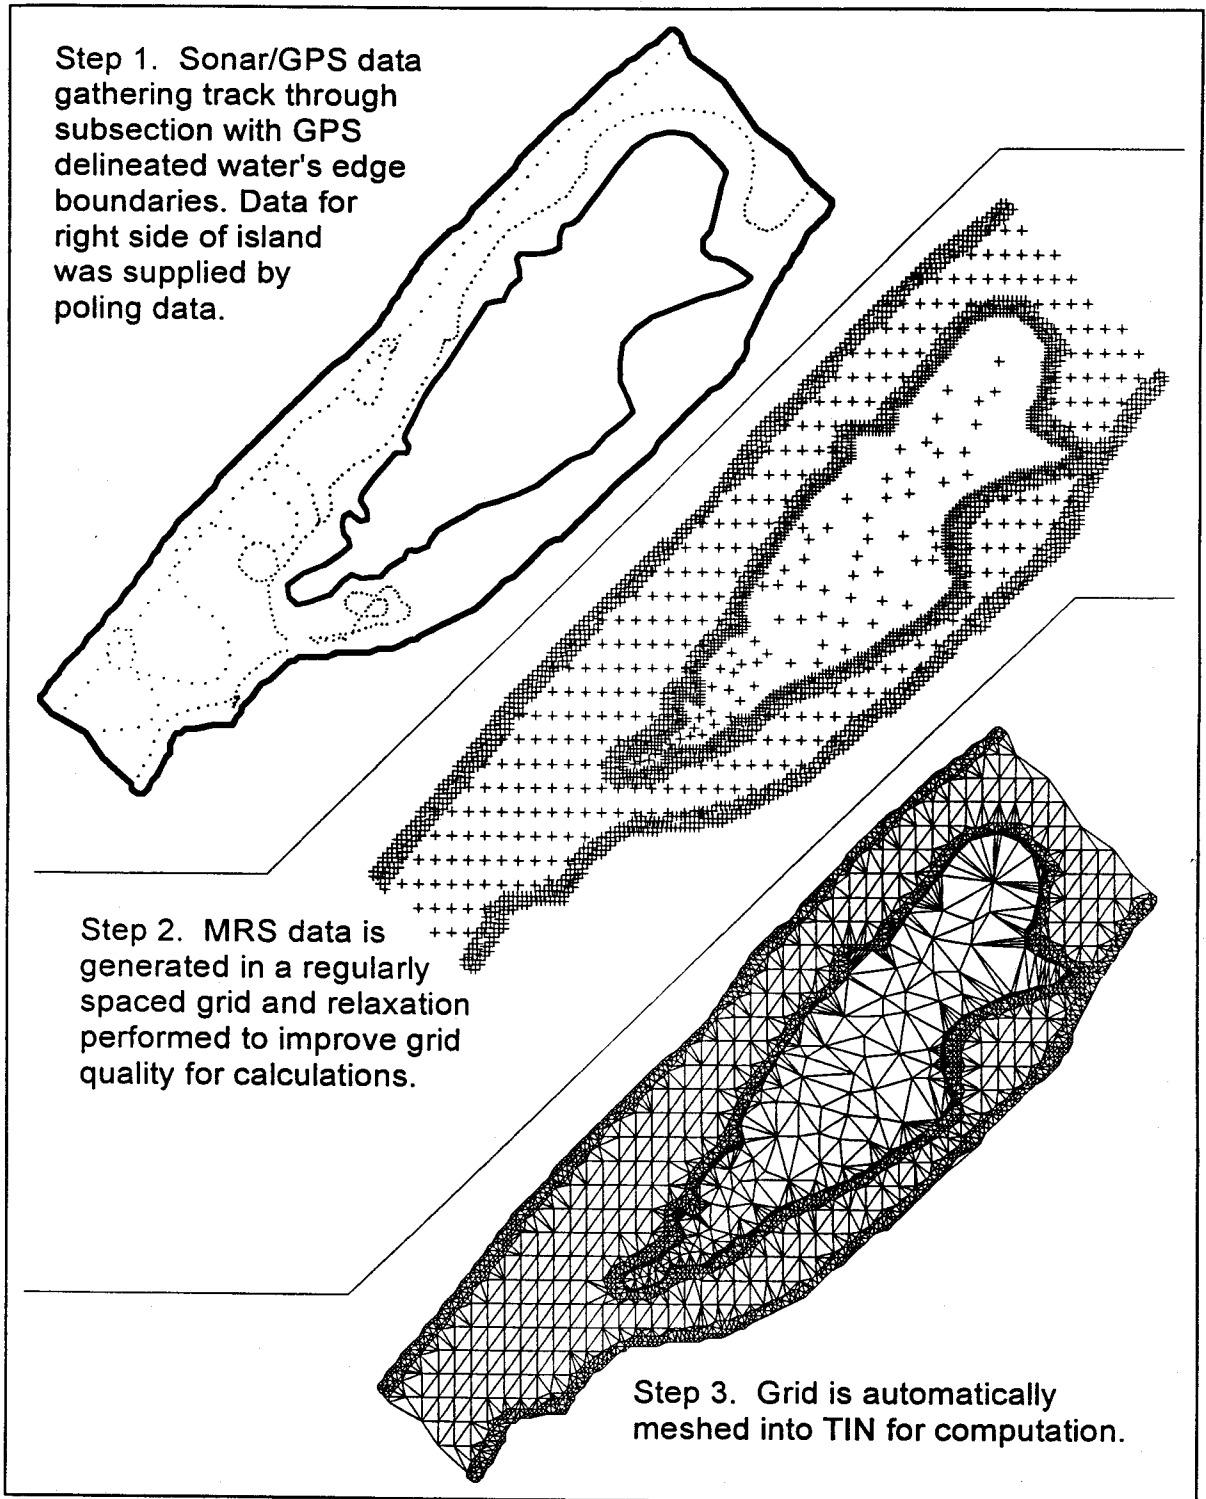 Step 1. Sonar/GPS data
gathering track through
subsection with GPS
delineated water's edge
boundaries. Data for
right side of island
was supplied by
poling data.
Step 2. MRS data is
generated in a regularly
spaced grid and relaxation
performed to improve grid
quality for calculations.
Step 3. Grid is automatically
meshed into TIN for computation.